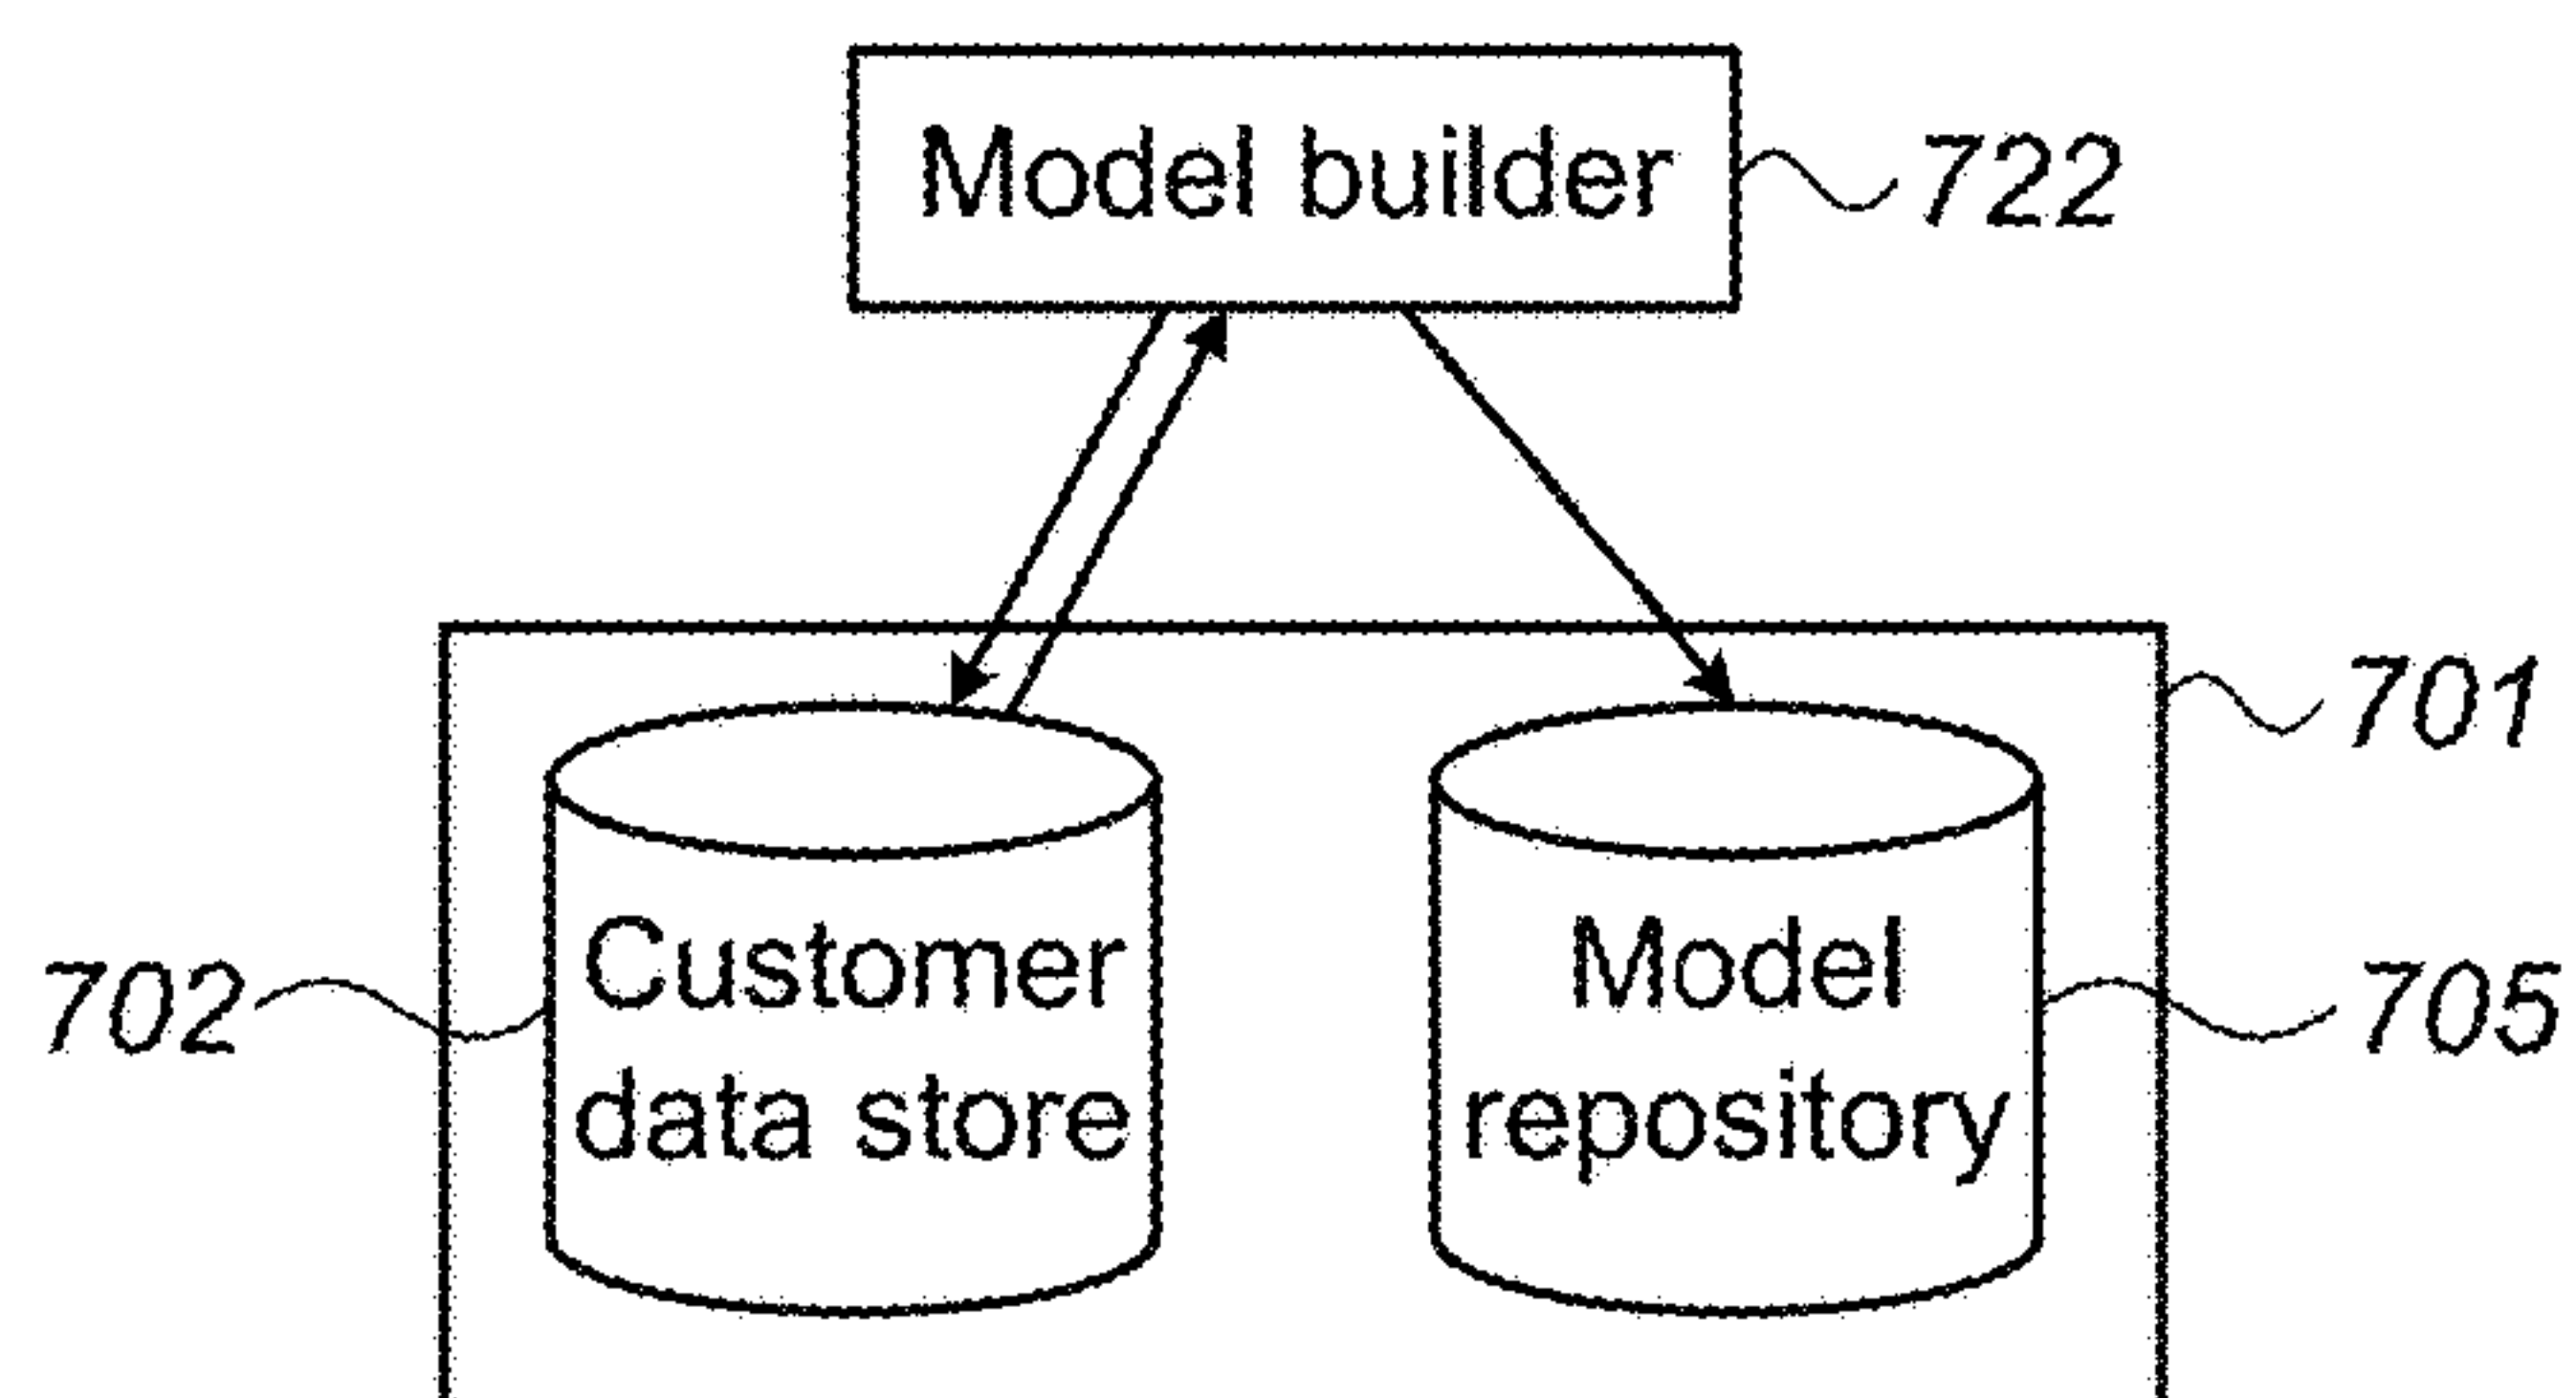 Model builder
722
701
702
Customer
data store
Model
repository
705